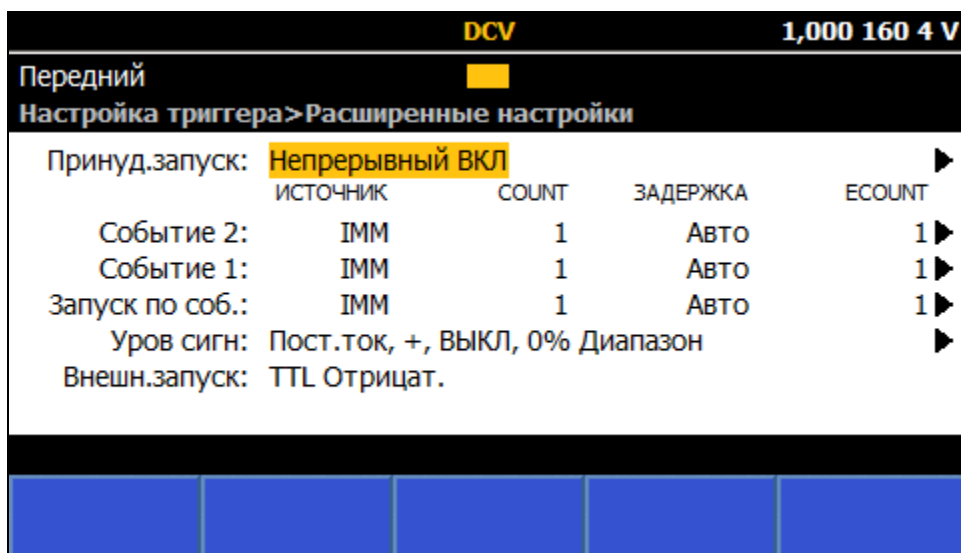 DCV 1,000 160 4 V
Передний
Настройка триггера>Расширенные настройки
Принуд.запуск: Непрерывный ВКЛ
ИСТОЧНИК COUNT ЗАДЕРЖКА ECOUNT
Событие 2: IMM 1 Авто 1
Событие 1: IMM 1 Авто 1
Запуск по соб.: IMM 1 Авто 1
Уров сигн: Пост.ток, +, ВЫКЛ, 0% Диапазон
Внешн.запуск: TTL Отрицат.